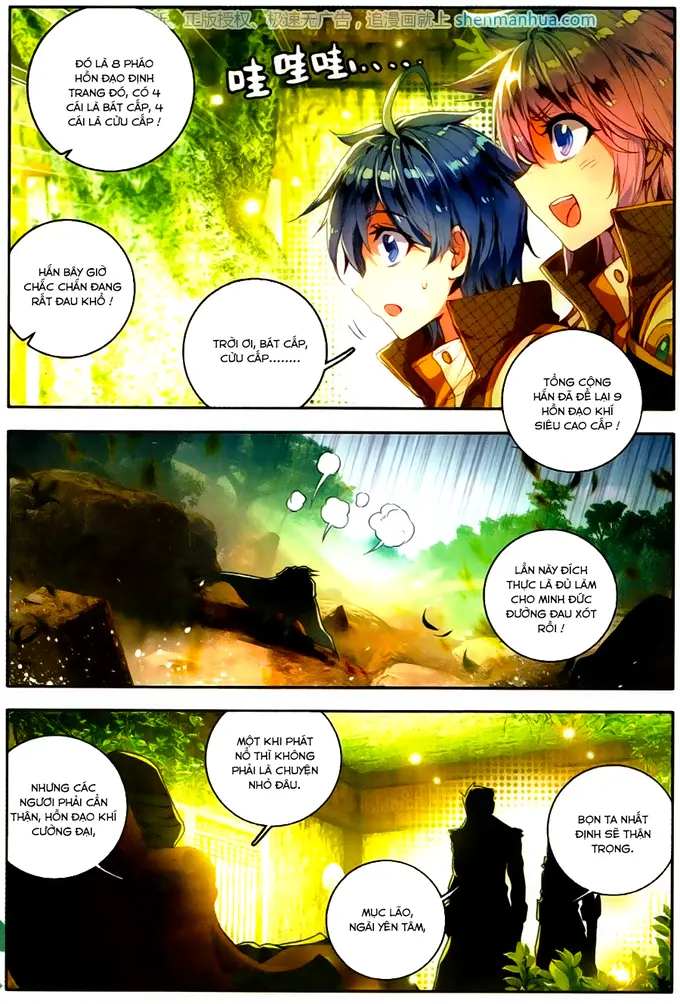 正版授权、极速无广告，追漫画就上 shenmanhua.com
ĐÓ LÀ 8 PHÁO
HỒN ĐẠO ĐỊNH
TRANG ĐÓ, CÓ 4
CÁI LÀ BÁT CẤP, 4
CÁI LÀ CỬU CẤP !
哇哇哇……
HẮN BÂY GIỜ
CHẮC CHẮN ĐANG
RẤT ĐAU KHỔ !
TRỜI ƠI, BÁT CẤP,
CỬU CẤP........
TỔNG CỘNG
HẮN ĐÃ ĐỂ LẠI 9
HỒN ĐẠO KHÍ
SIÊU CAO CẤP !
LẦN NÀY ĐÍCH
THỰC LÀ ĐỦ LÀM
CHO MINH ĐỨC
ĐƯỜNG ĐAU XÓT
RỒI !
MỘT KHI PHÁT
NỔ THÌ KHÔNG
PHẢI LÀ CHUYỆN
NHỎ ĐÂU.
NHƯNG CÁC
NGƯƠI PHẢI CẨN
THẬN, HỒN ĐẠO KHÍ
CƯỜNG ĐẠI,
BỌN TA NHẤT
ĐỊNH SẼ THẬN
TRỌNG.
MỤC LÃO,
NGÀI YÊN TÂM,